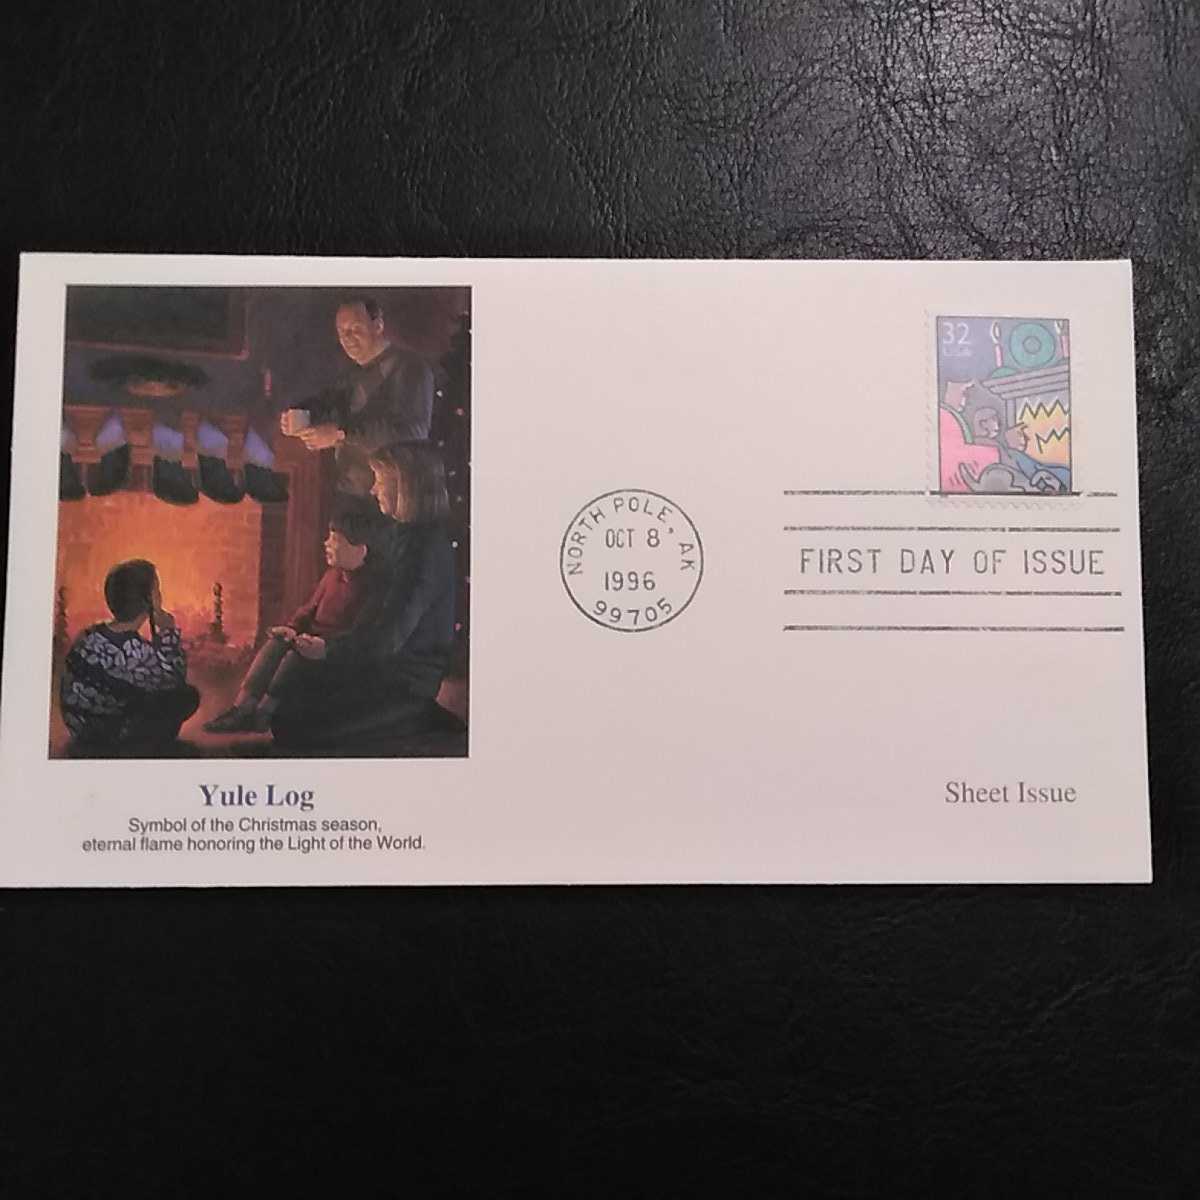 32
USA
NORTH POLE, AK
OCT 8
1996
99705
FIRST DAY OF ISSUE
Yule Log
Symbol of the Christmas season,
eternal flame honoring the Light of the World.
Sheet Issue